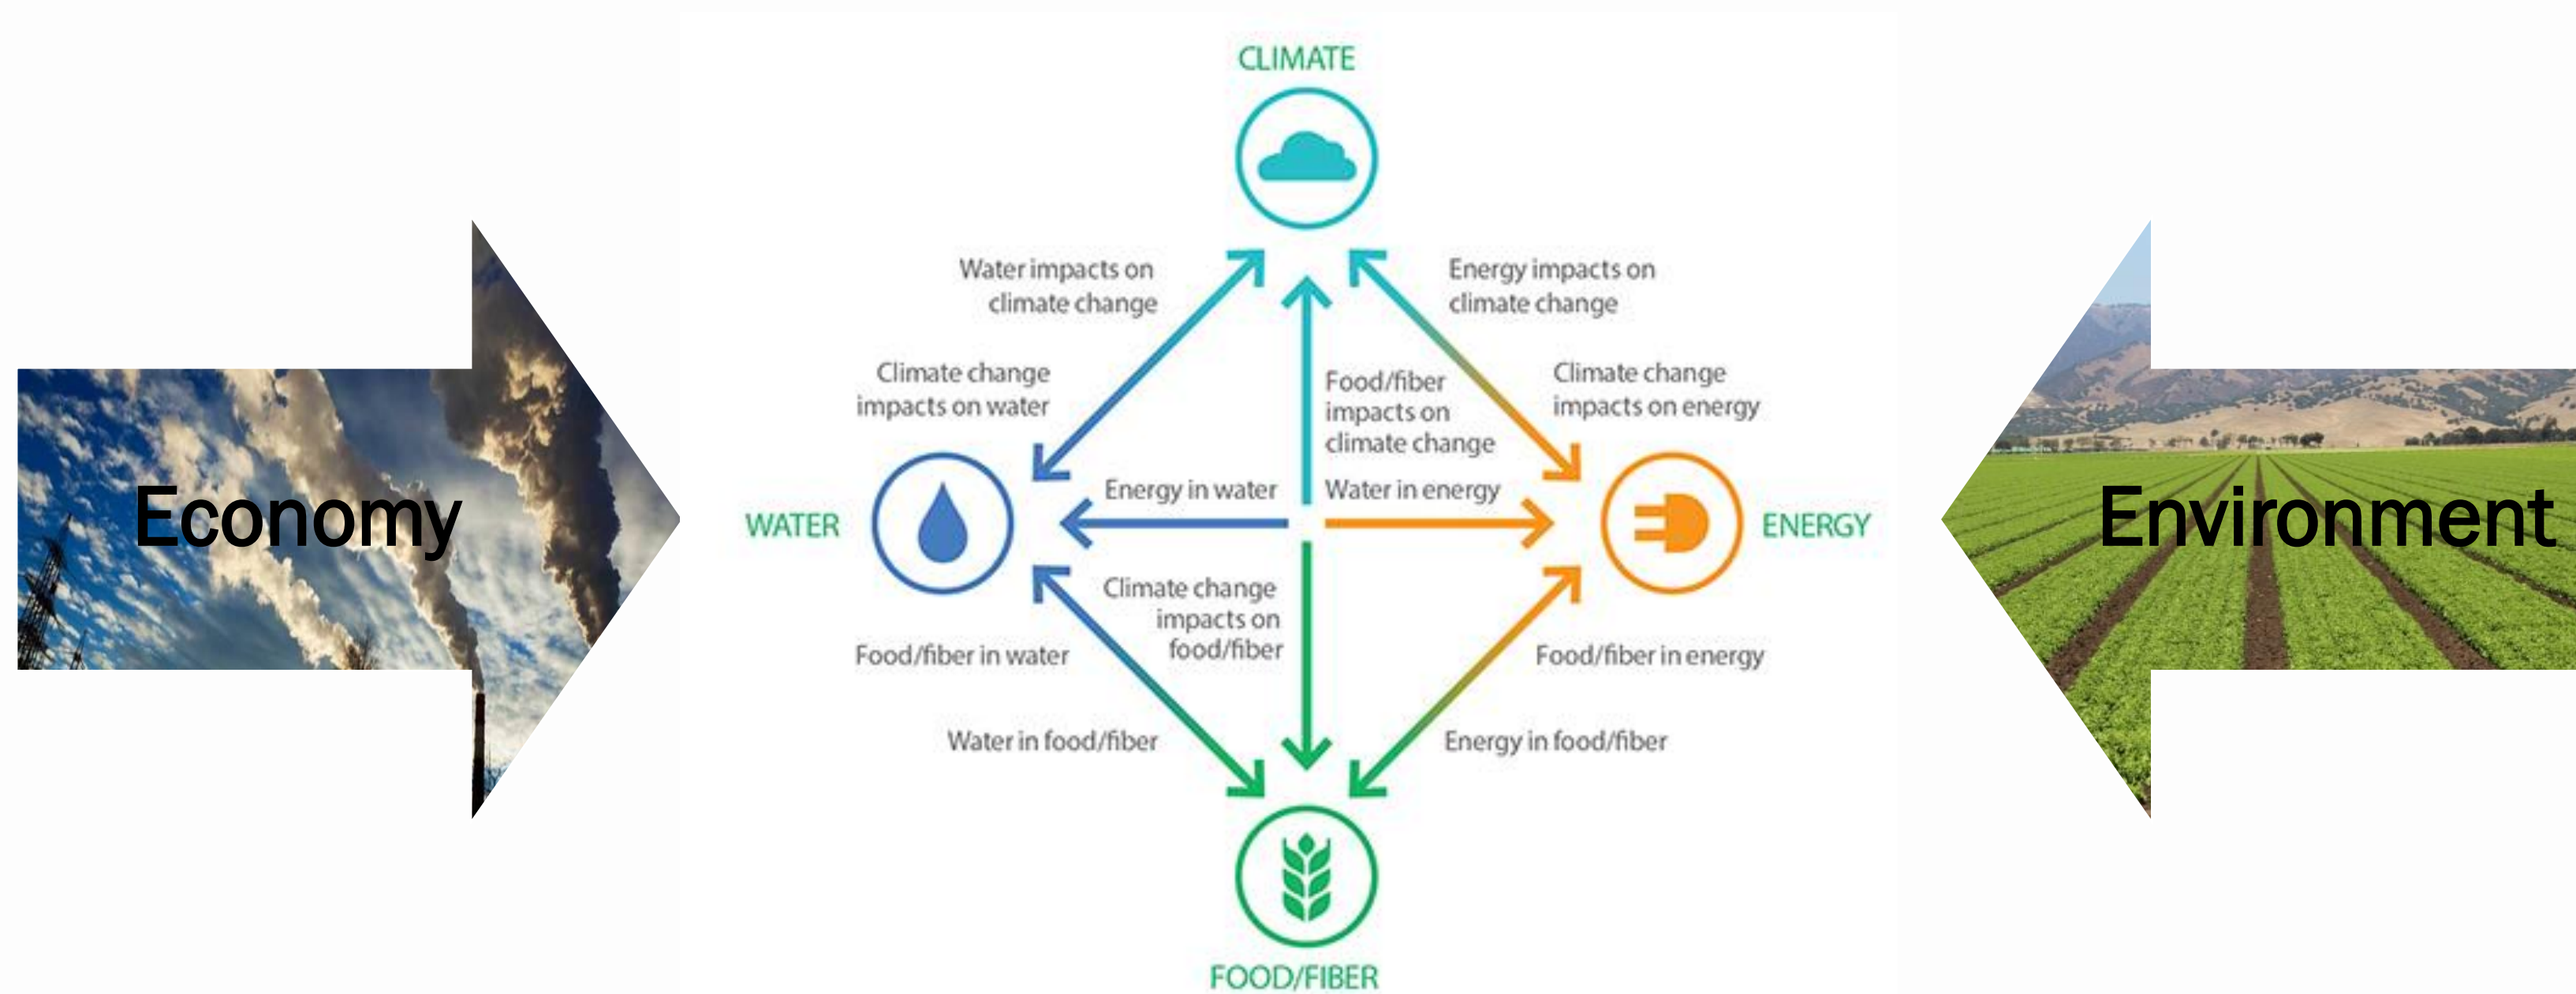 CLIMATE
Water impacts on
climate change
Energy impacts on
climate change
Climate change
impacts on water
Food/fiber
impacts on
climate change
Climate change
impacts on energy
Economy
WATER
Energy in water
Water in energy
ENERGY
Environment
Climate change
impacts on
food/fiber
Food/fiber in water
Food/fiber in energy
Water in food/fiber
Energy in food/fiber
FOOD/FIBER